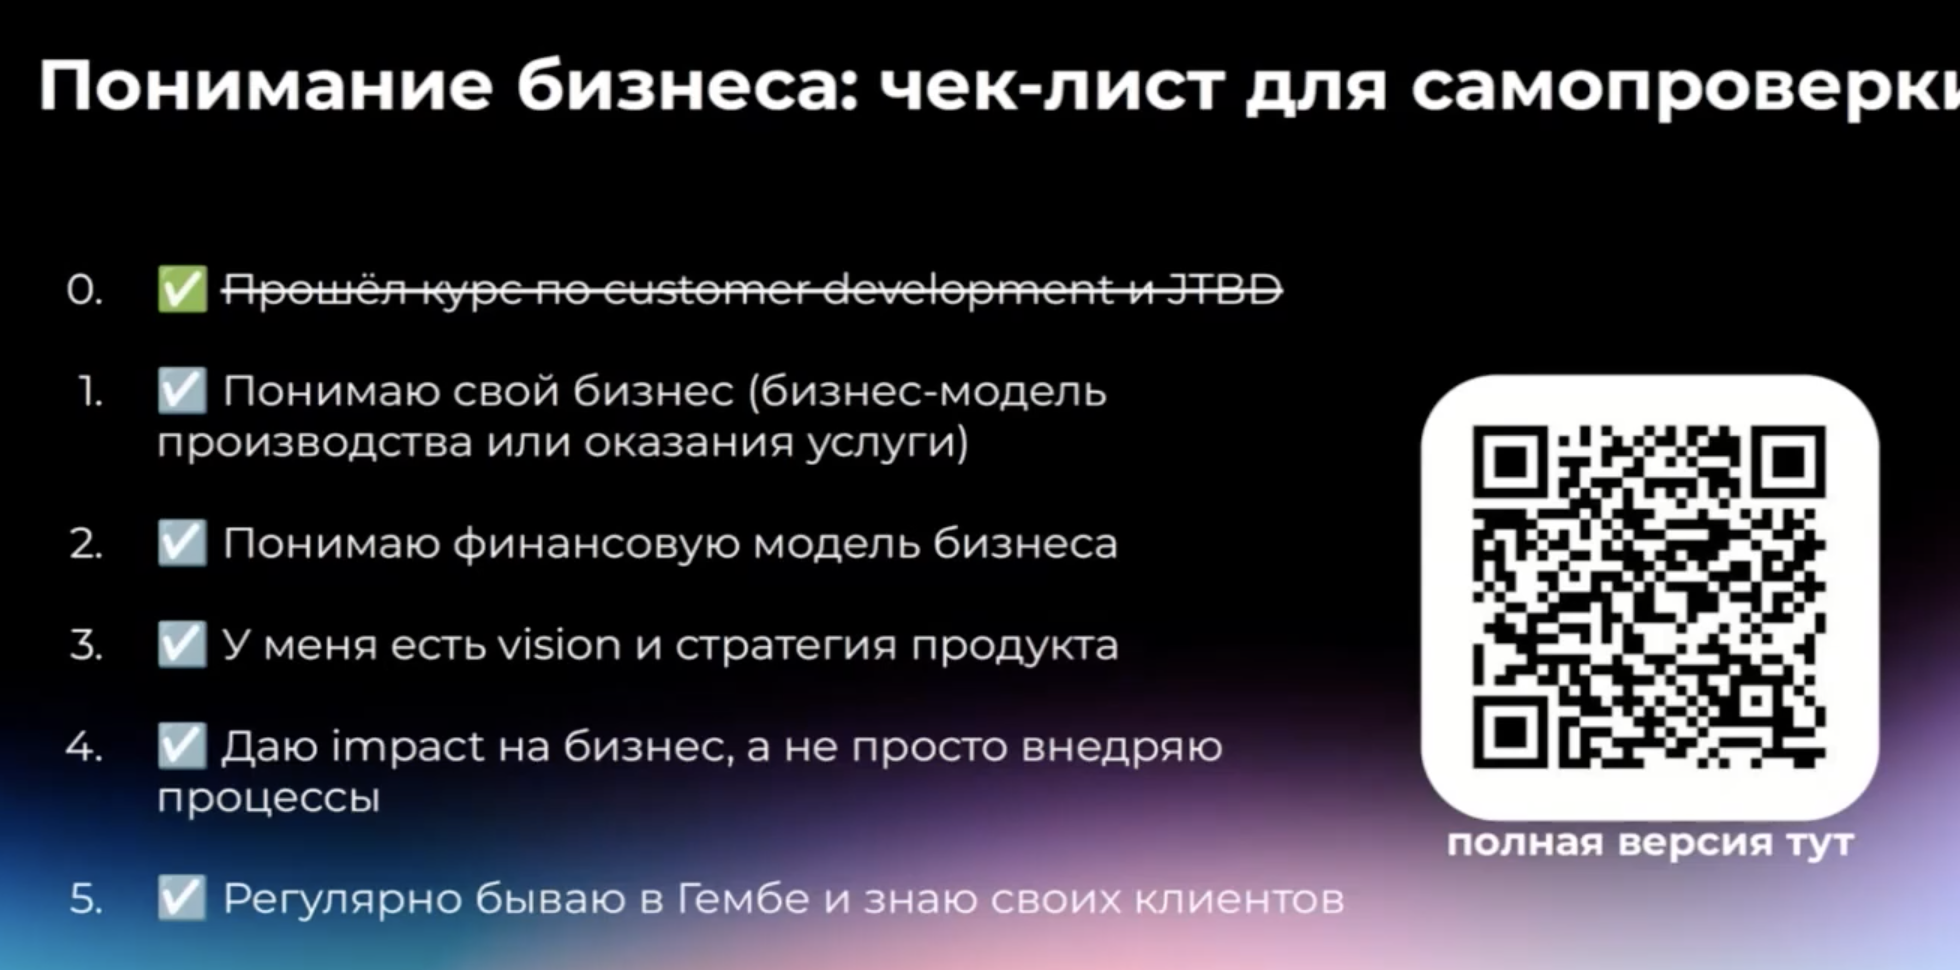 Понимание бизнеса: чек-лист для самопроверки
0. ✅ Прошёл курс по customer development и JTBD
1. ☑️ Понимаю свой бизнес (бизнес-модель
производства или оказания услуги)
2. ☑️ Понимаю финансовую модель бизнеса
3. ☑️ У меня есть vision и стратегия продукта
4. ☑️ Даю impact на бизнес, а не просто внедряю
процессы
5. ☑️ Регулярно бываю в Гембе и знаю своих клиентов
полная версия тут